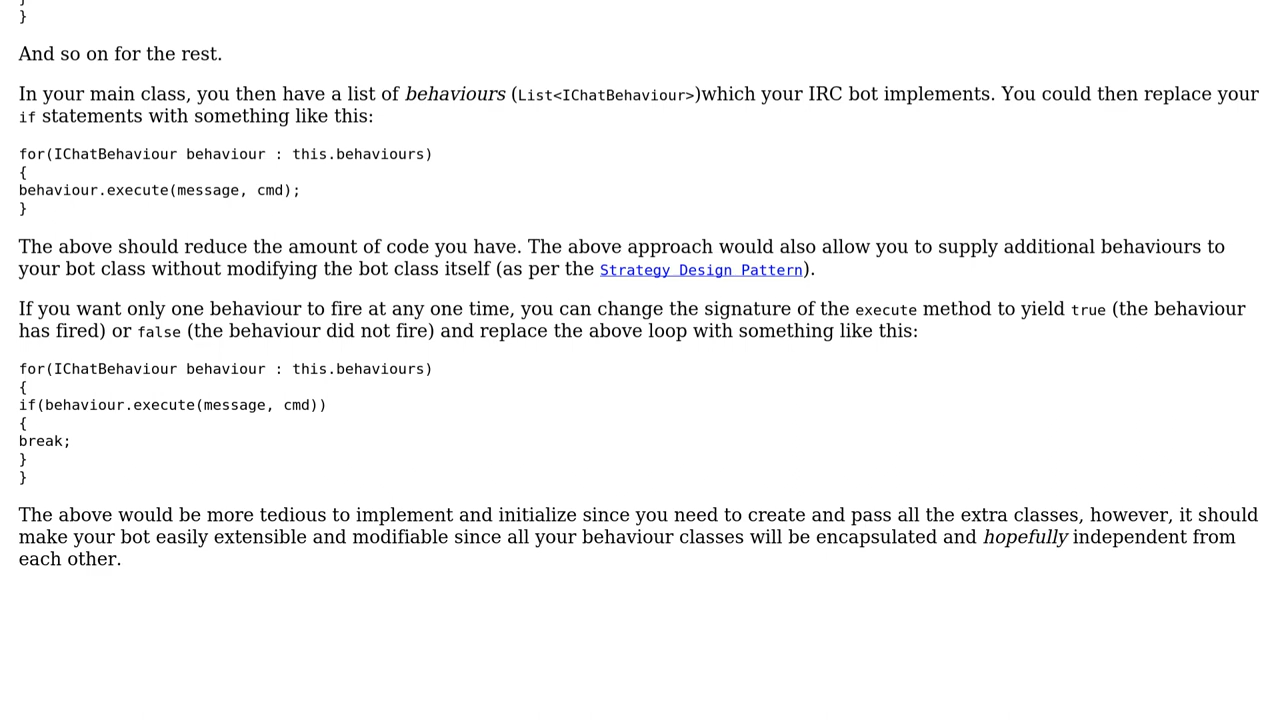 }
And so on for the rest.
In your main class, you then have a list of behaviours (List<IChatBehaviour>)which your IRC bot implements. You could then replace your
if statements with something like this:
for(IChatBehaviour behaviour : this.behaviours)
{
behaviour.execute(message, cmd);
}
The above should reduce the amount of code you have. The above approach would also allow you to supply additional behaviours to
your bot class without modifying the bot class itself (as per the Strategy Design Pattern).
If you want only one behaviour to fire at any one time, you can change the signature of the execute method to yield true (the behaviour
has fired) or false (the behaviour did not fire) and replace the above loop with something like this:
for(IChatBehaviour behaviour : this.behaviours)
{
if(behaviour.execute(message, cmd))
{
break;
}
}
The above would be more tedious to implement and initialize since you need to create and pass all the extra classes, however, it should
make your bot easily extensible and modifiable since all your behaviour classes will be encapsulated and hopefully independent from
each other.